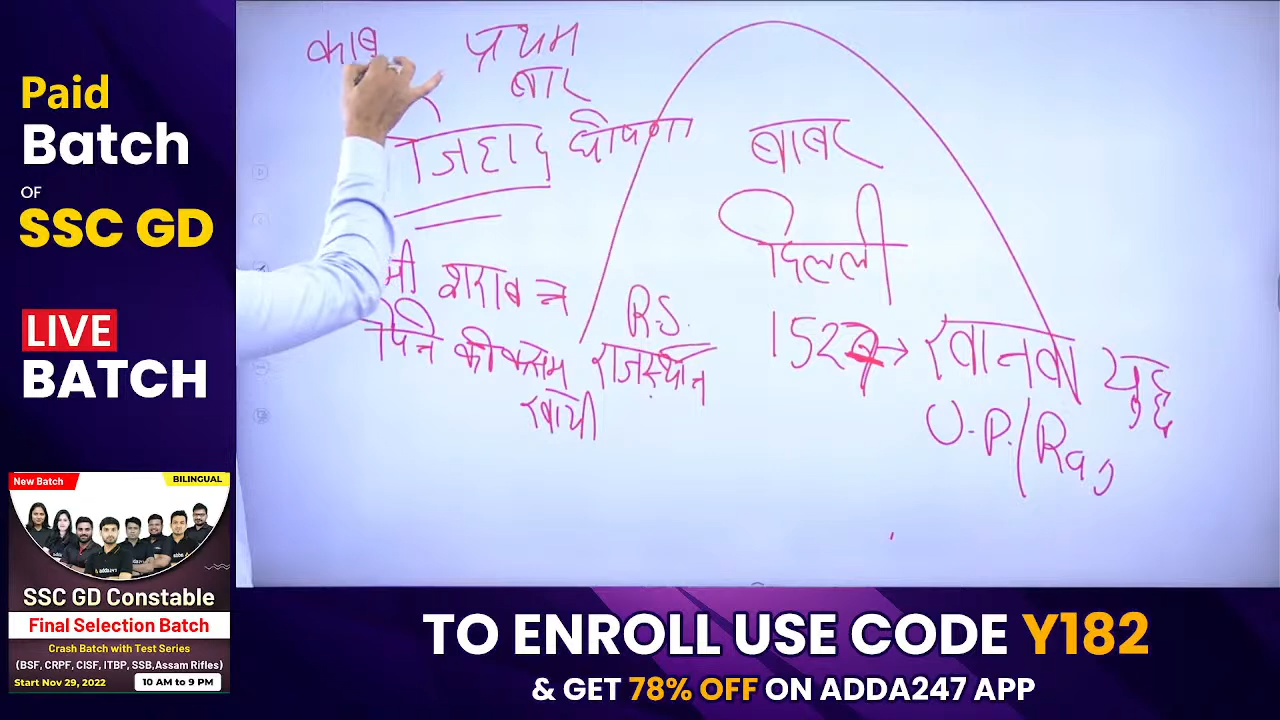 Paid
Batch
OF
SSC GD
LIVE
BATCH
New Batch
BILINGUAL
SSC GD Constable
Final Selection Batch
Crash Batch with Test Series
(BSF, CRPF, CISF, ITBP, SSB,Assam Rifles)
Start Nov 29, 2022
10 AM to 9 PM
काब
प्रथम
बार
जिहाद घोषणा
शराब न
पिने की कसम
खायी
R.S.
राजस्थान
बाबर
दिल्ली
1527 → खानवा युद्ध
U.P./Raj
TO ENROLL USE CODE Y182
& GET 78% OFF ON ADDA247 APP